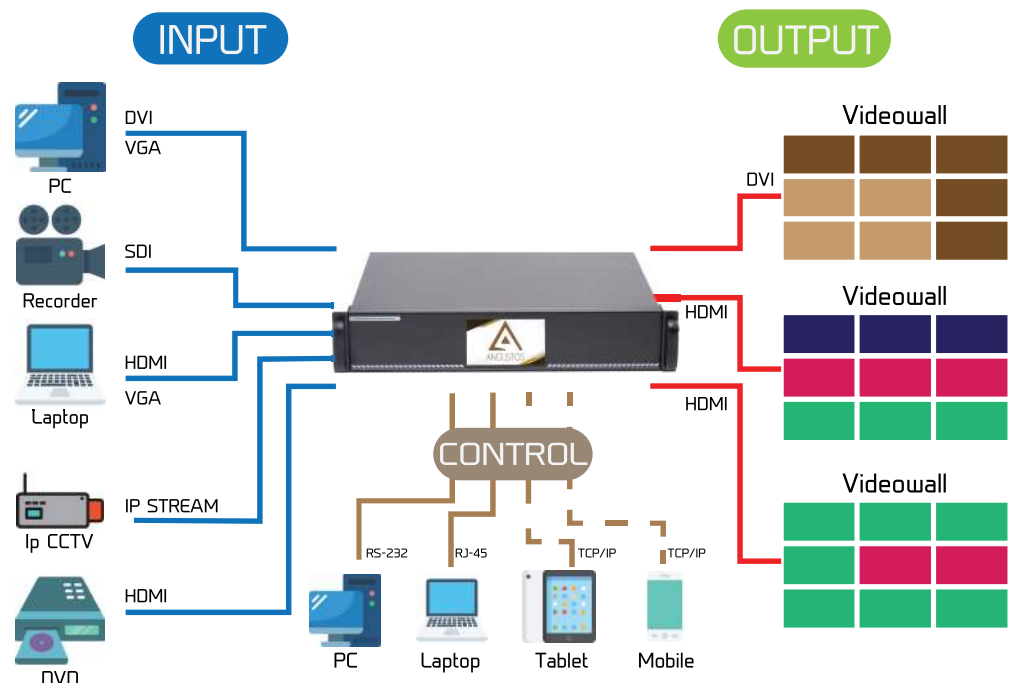 INPUT
OUTPUT
DVI
VGA
PC
SDI
Recorder
HDMI
VGA
Laptop
IP STREAM
Ip CCTV
HDMI
DVD
ANGUSTOS
CONTROL
RS-232
RJ-45
TCP/IP
TCP/IP
PC
Laptop
Tablet
Mobile
Videowall
DVI
Videowall
HDMI
Videowall
HDMI